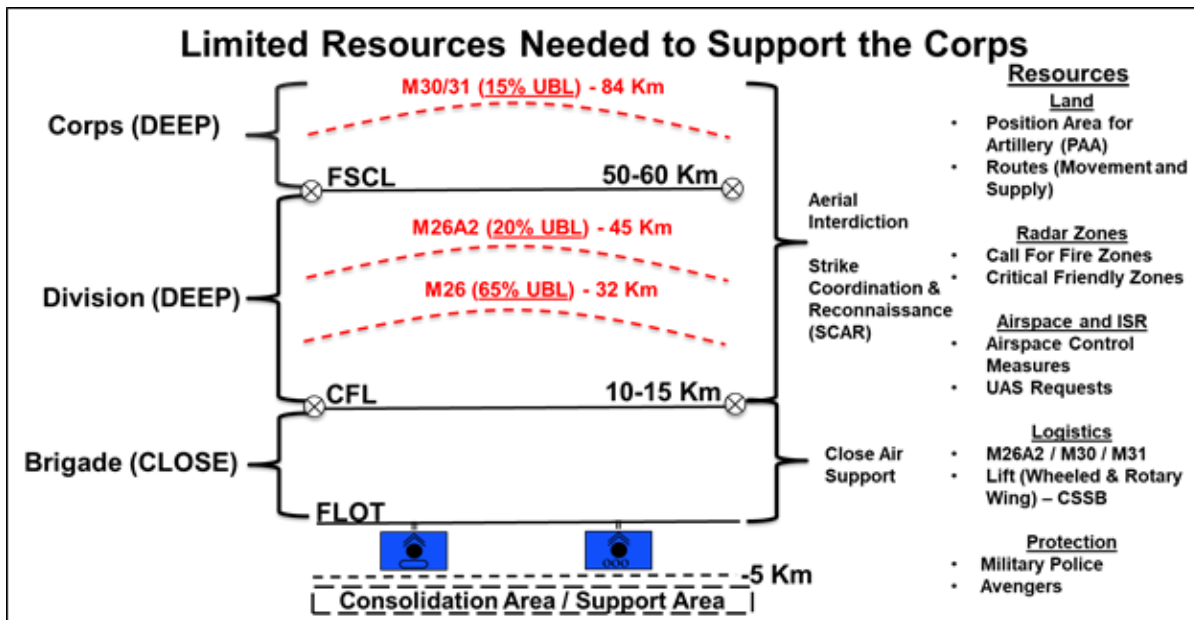 Limited Resources Needed to Support the Corps
M30/31 (15% UBL) - 84 Km
Corps (DEEP)
FSCL 50-60 Km
M26A2 (20% UBL) - 45 Km
Division (DEEP)
M26 (65% UBL) - 32 Km
CFL 10-15 Km
Brigade (CLOSE)
FLOT
-5 Km
Consolidation Area / Support Area
Aerial
Interdiction
Strike
Coordination &
Reconnaissance
(SCAR)
Close Air
Support
Resources
Land
• Position Area for
Artillery (PAA)
• Routes (Movement and
Supply)
Radar Zones
• Call For Fire Zones
• Critical Friendly Zones
Airspace and ISR
• Airspace Control
Measures
• UAS Requests
Logistics
• M26A2 / M30 / M31
• Lift (Wheeled & Rotary
Wing) – CSSB
Protection
• Military Police
• Avengers